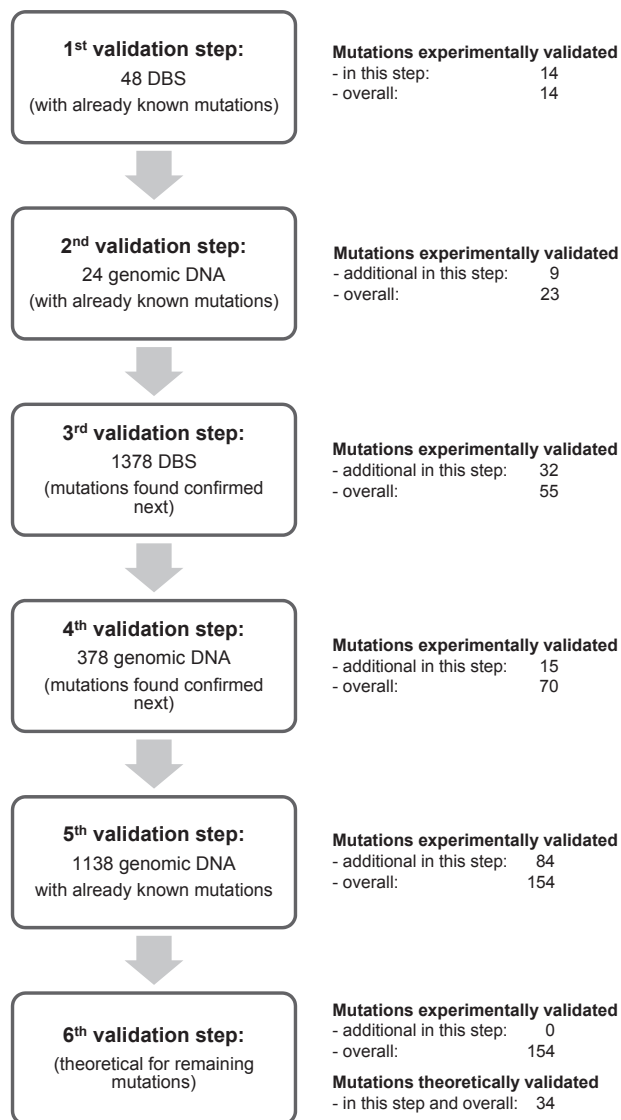 1st validation step:
48 DBS
(with already known mutations)
Mutations experimentally validated
- in this step: 14
- overall: 14
2nd validation step:
24 genomic DNA
(with already known mutations)
Mutations experimentally validated
- additional in this step: 9
- overall: 23
3rd validation step:
1378 DBS
(mutations found confirmed
next)
Mutations experimentally validated
- additional in this step: 32
- overall: 55
4th validation step:
378 genomic DNA
(mutations found confirmed
next)
Mutations experimentally validated
- additional in this step: 15
- overall: 70
5th validation step:
1138 genomic DNA
with already known mutations
Mutations experimentally validated
- additional in this step: 84
- overall: 154
6th validation step:
(theoretical for remaining
mutations)
Mutations experimentally validated
- additional in this step: 0
- overall: 154
Mutations theoretically validated
- in this step and overall: 34